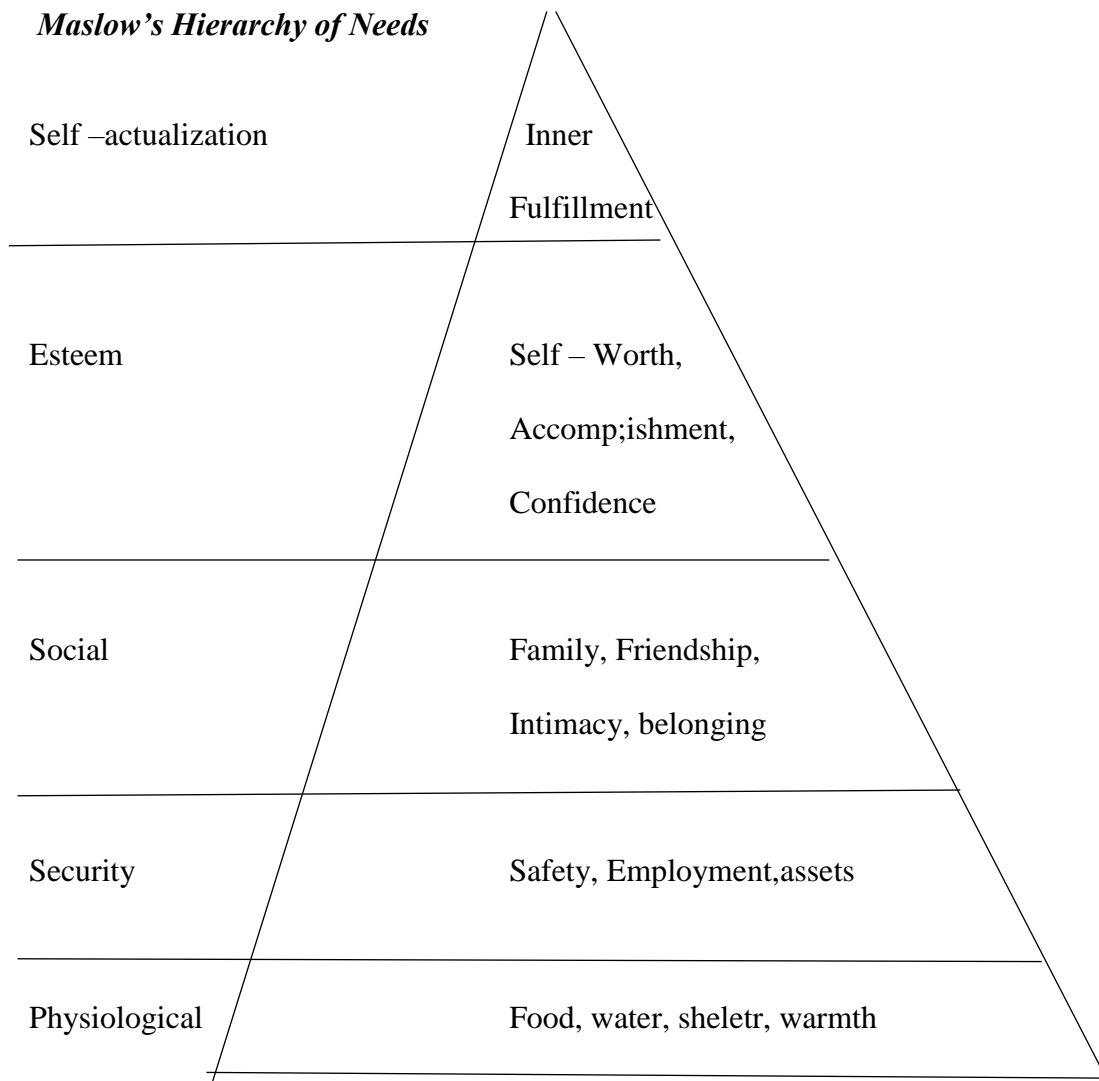 Maslow’s Hierarchy of Needs
Self –actualization
Inner
Fulfillment
Esteem
Self – Worth,
Accomp;ishment,
Confidence
Social
Family, Friendship,
Intimacy, belonging
Security
Safety, Employment,assets
Physiological
Food, water, sheletr, warmth